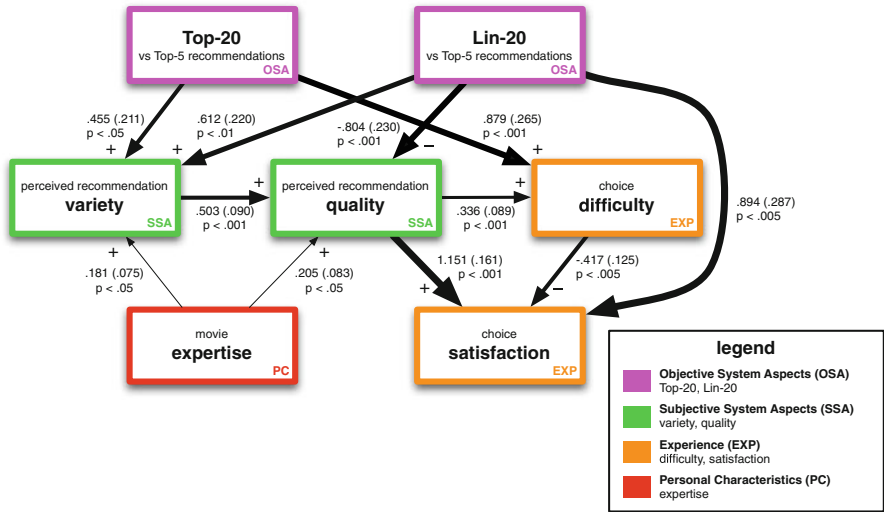 Top-20
vs Top-5 recommendations
OSA
Lin-20
vs Top-5 recommendations
OSA
.455 (.211)
p < .05
+
.612 (.220)
p < .01
+
-.804 (.230)
p < .001
−
.879 (.265)
p < .001
+
.894 (.287)
p < .005
+
perceived recommendation
variety
SSA
+
.503 (.090)
p < .001
perceived recommendation
quality
SSA
+
.336 (.089)
p < .001
choice
difficulty
EXP
+
.181 (.075)
p < .05
+
.205 (.083)
p < .05
1.151 (.161)
p < .001
+
-.417 (.125)
p < .005
−
movie
expertise
PC
choice
satisfaction
EXP
legend
Objective System Aspects (OSA)
Top-20, Lin-20
Subjective System Aspects (SSA)
variety, quality
Experience (EXP)
difficulty, satisfaction
Personal Characteristics (PC)
expertise